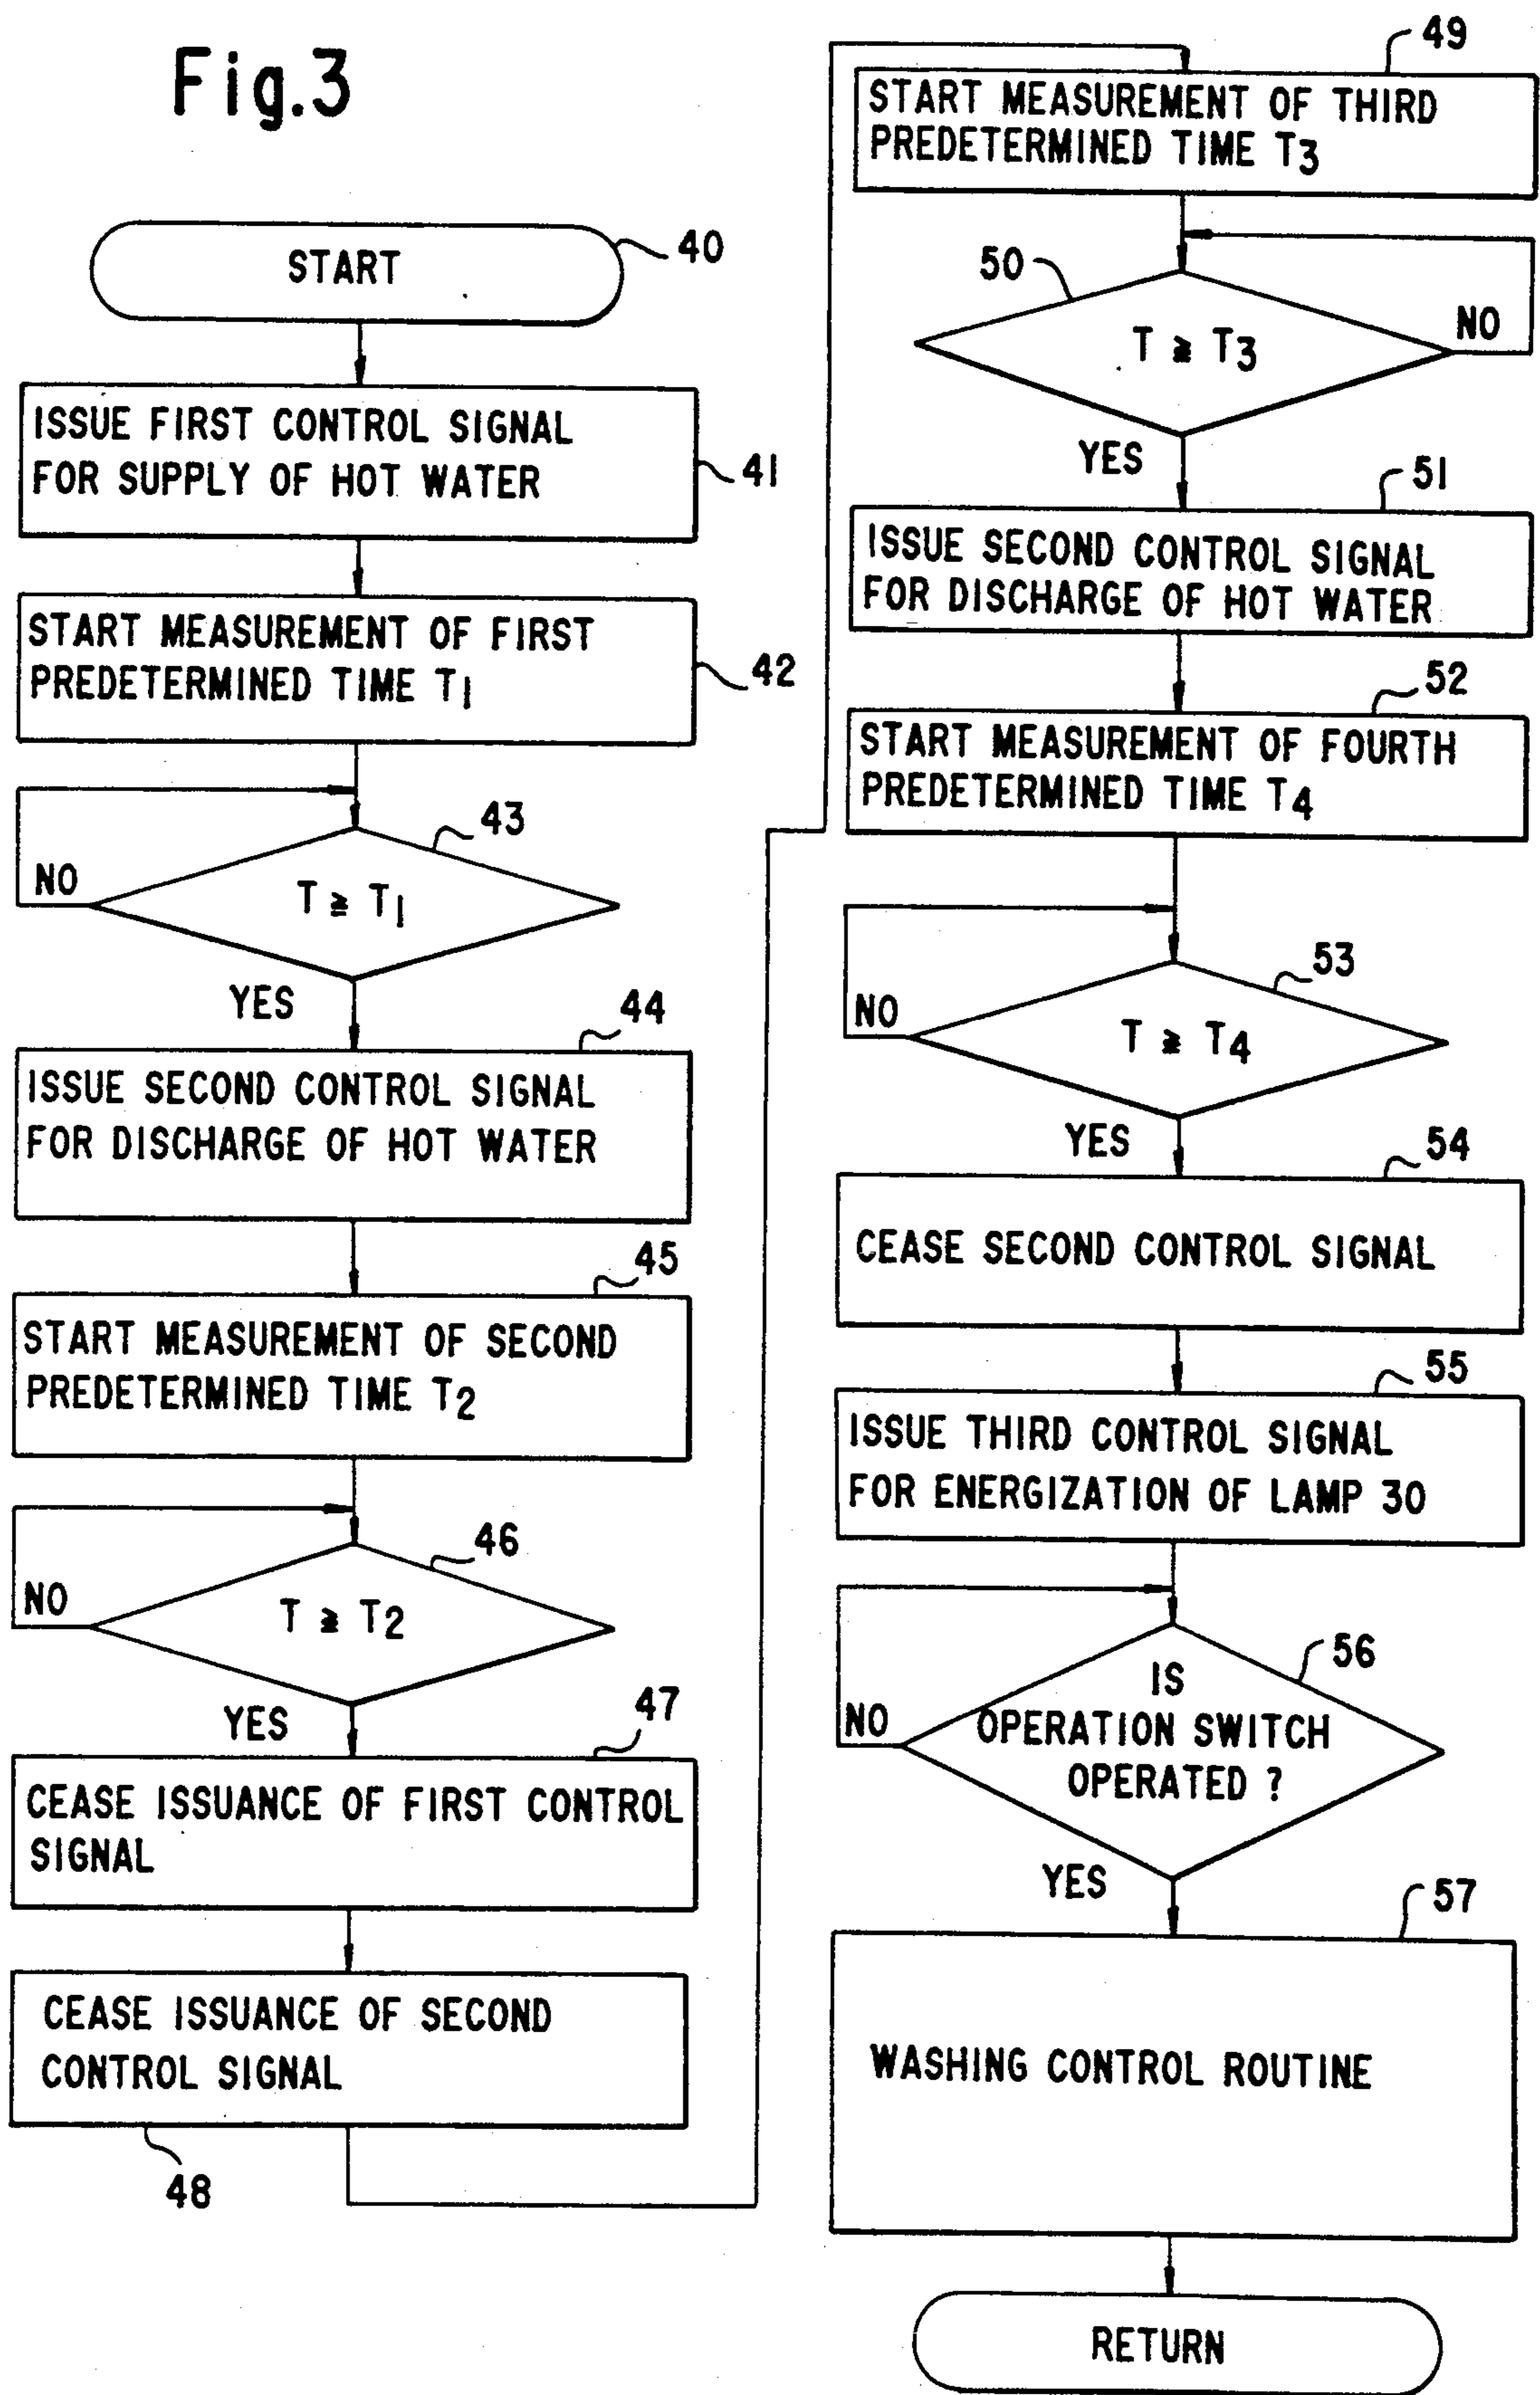 Fig.3
START
40
ISSUE FIRST CONTROL SIGNAL
FOR SUPPLY OF HOT WATER
41
START MEASUREMENT OF FIRST
PREDETERMINED TIME T1
42
43
NO
T ≧ T1
YES
44
ISSUE SECOND CONTROL SIGNAL
FOR DISCHARGE OF HOT WATER
45
START MEASUREMENT OF SECOND
PREDETERMINED TIME T2
46
NO
T ≧ T2
YES
47
CEASE ISSUANCE OF FIRST CONTROL
SIGNAL
CEASE ISSUANCE OF SECOND
CONTROL SIGNAL
48
49
START MEASUREMENT OF THIRD
PREDETERMINED TIME T3
50
T ≧ T3
NO
YES
51
ISSUE SECOND CONTROL SIGNAL
FOR DISCHARGE OF HOT WATER
52
START MEASUREMENT OF FOURTH
PREDETERMINED TIME T4
53
NO
T ≧ T4
YES
54
CEASE SECOND CONTROL SIGNAL
55
ISSUE THIRD CONTROL SIGNAL
FOR ENERGIZATION OF LAMP 30
56
IS
NO
OPERATION SWITCH
OPERATED ?
YES
57
WASHING CONTROL ROUTINE
RETURN